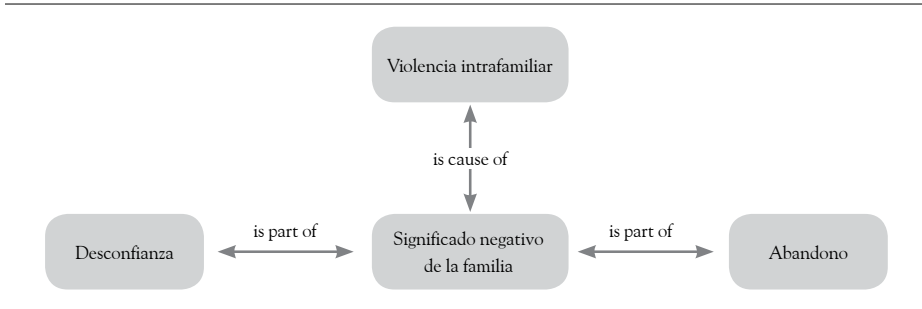 Violencia intrafamiliar
is cause of
Desconfianza
is part of
Significado negativo
de la familia
is part of
Abandono